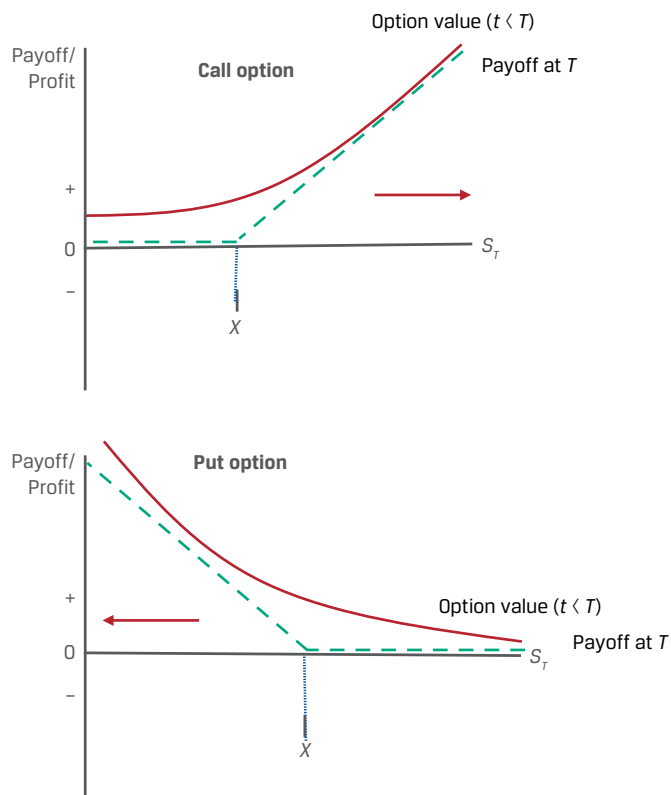 Option value (t < T)
Payoff/
Profit
Call option
Payoff at T
+
0
S_T
−
X
Payoff/
Profit
Put option
+
Option value (t < T)
0
Payoff at T
S_T
−
X